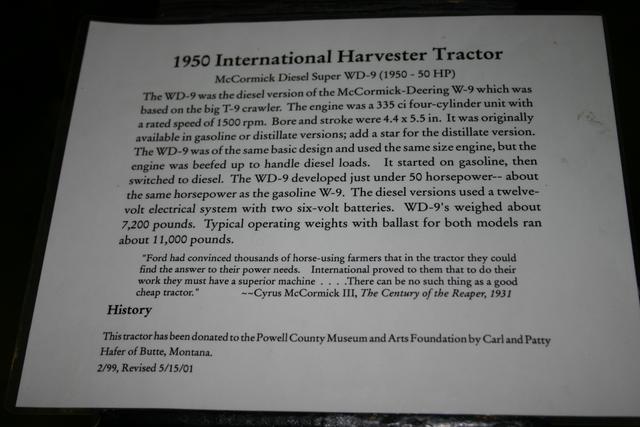 1950 International Harvester Tractor
McCormick Diesel Super WD-9 (1950 - 50 HP)
The WD-9 was the diesel version of the McCormick-Deering W-9 which was
based on the big T-9 crawler. The engine was a 335 ci four-cylinder unit with
a rated speed of 1500 rpm. Bore and stroke were 4.4 x 5.5 in. It was originally
available in gasoline or distillate versions; add a star for the distillate version.
The WD-9 was of the same basic design and used the same size engine, but the
engine was beefed up to handle diesel loads. It started on gasoline, then
switched to diesel. The WD-9 developed just under 50 horsepower-- about
the same horsepower as the gasoline W-9. The diesel versions used a twelve-
volt electrical system with two six-volt batteries. WD-9's weighed about
7,200 pounds. Typical operating weights with ballast for both models ran
about 11,000 pounds.
"Ford had convinced thousands of horse-using farmers that in the tractor they could
find the answer to their power needs. International proved to them that to do their
work they must have a superior machine . . . .There can be no such thing as a good
cheap tractor." ~~Cyrus McCormick III, The Century of the Reaper, 1931
History
This tractor has been donated to the Powell County Museum and Arts Foundation by Carl and Patty
Hafer of Butte, Montana.
2/99, Revised 5/15/01